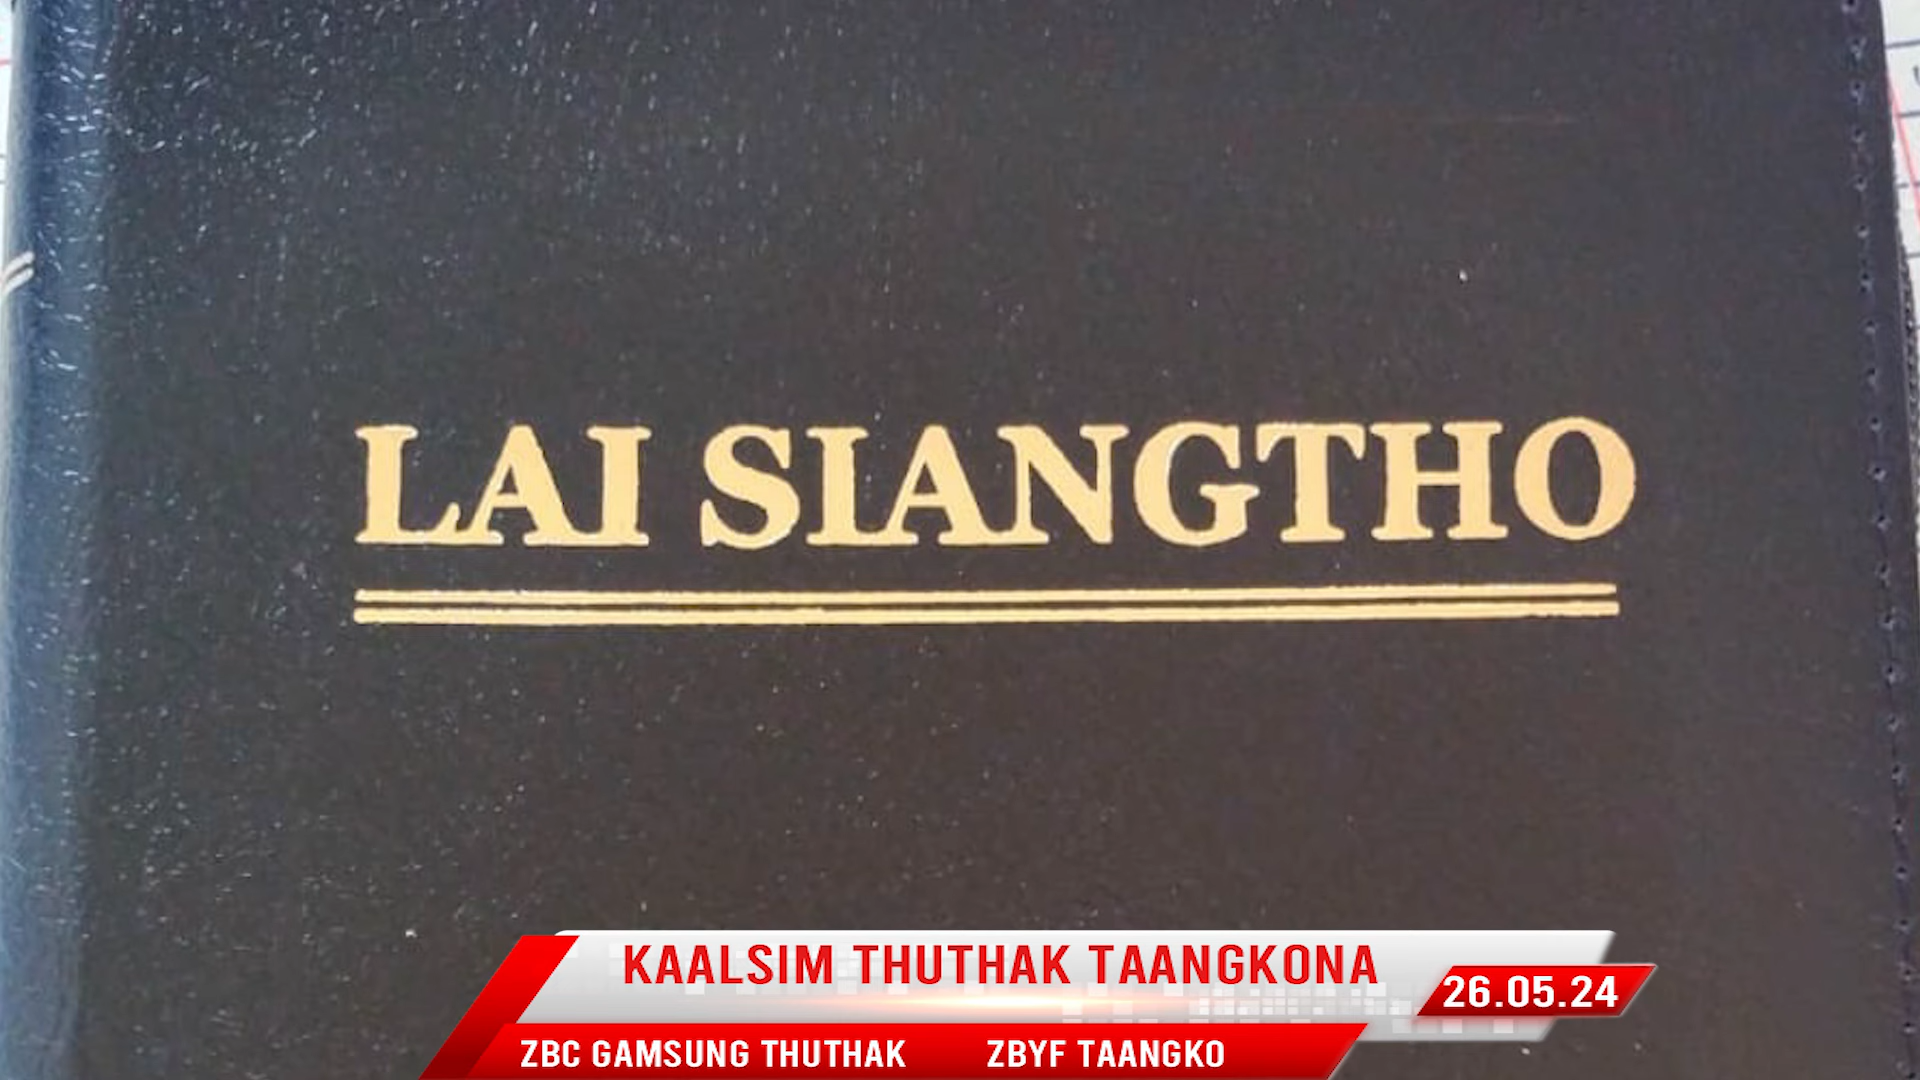 LAI SIANGTHO
KAALSIM THUTHAK TAANGKONA
26.05.24
ZBC GAMSUNG THUTHAK ZBYF TAANGKO